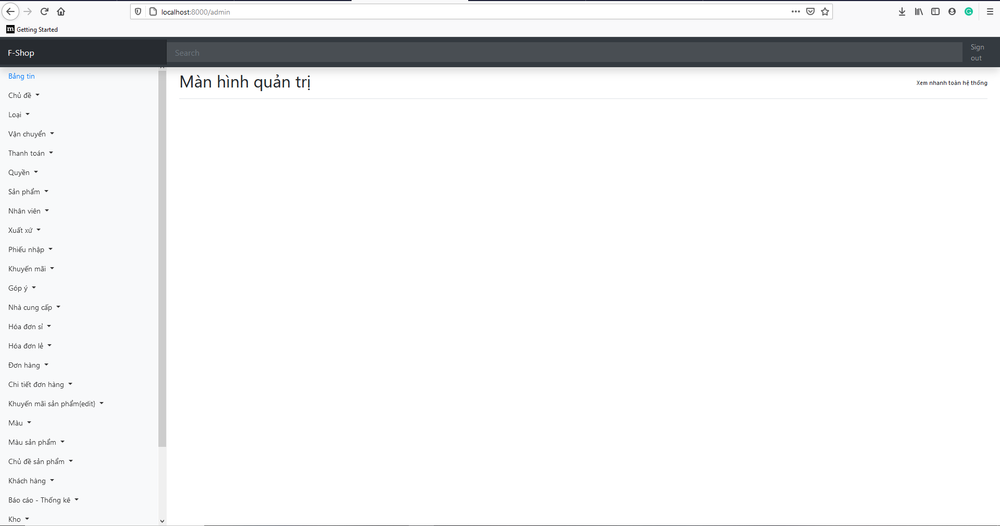 localhost:8000/admin
Getting Started
F-Shop
Search
Sign
out
Bảng tin
Chủ đề
Loại
Vận chuyển
Thanh toán
Quyền
Sản phẩm
Nhân viên
Xuất xứ
Phiếu nhập
Khuyến mãi
Góp ý
Nhà cung cấp
Hóa đơn sỉ
Hóa đơn lẻ
Đơn hàng
Chi tiết đơn hàng
Khuyến mãi sản phẩm{edit}
Màu
Màu sản phẩm
Chủ đề sản phẩm
Khách hàng
Báo cáo - Thống kê
Kho
Màn hình quản trị
Xem nhanh toàn hệ thống